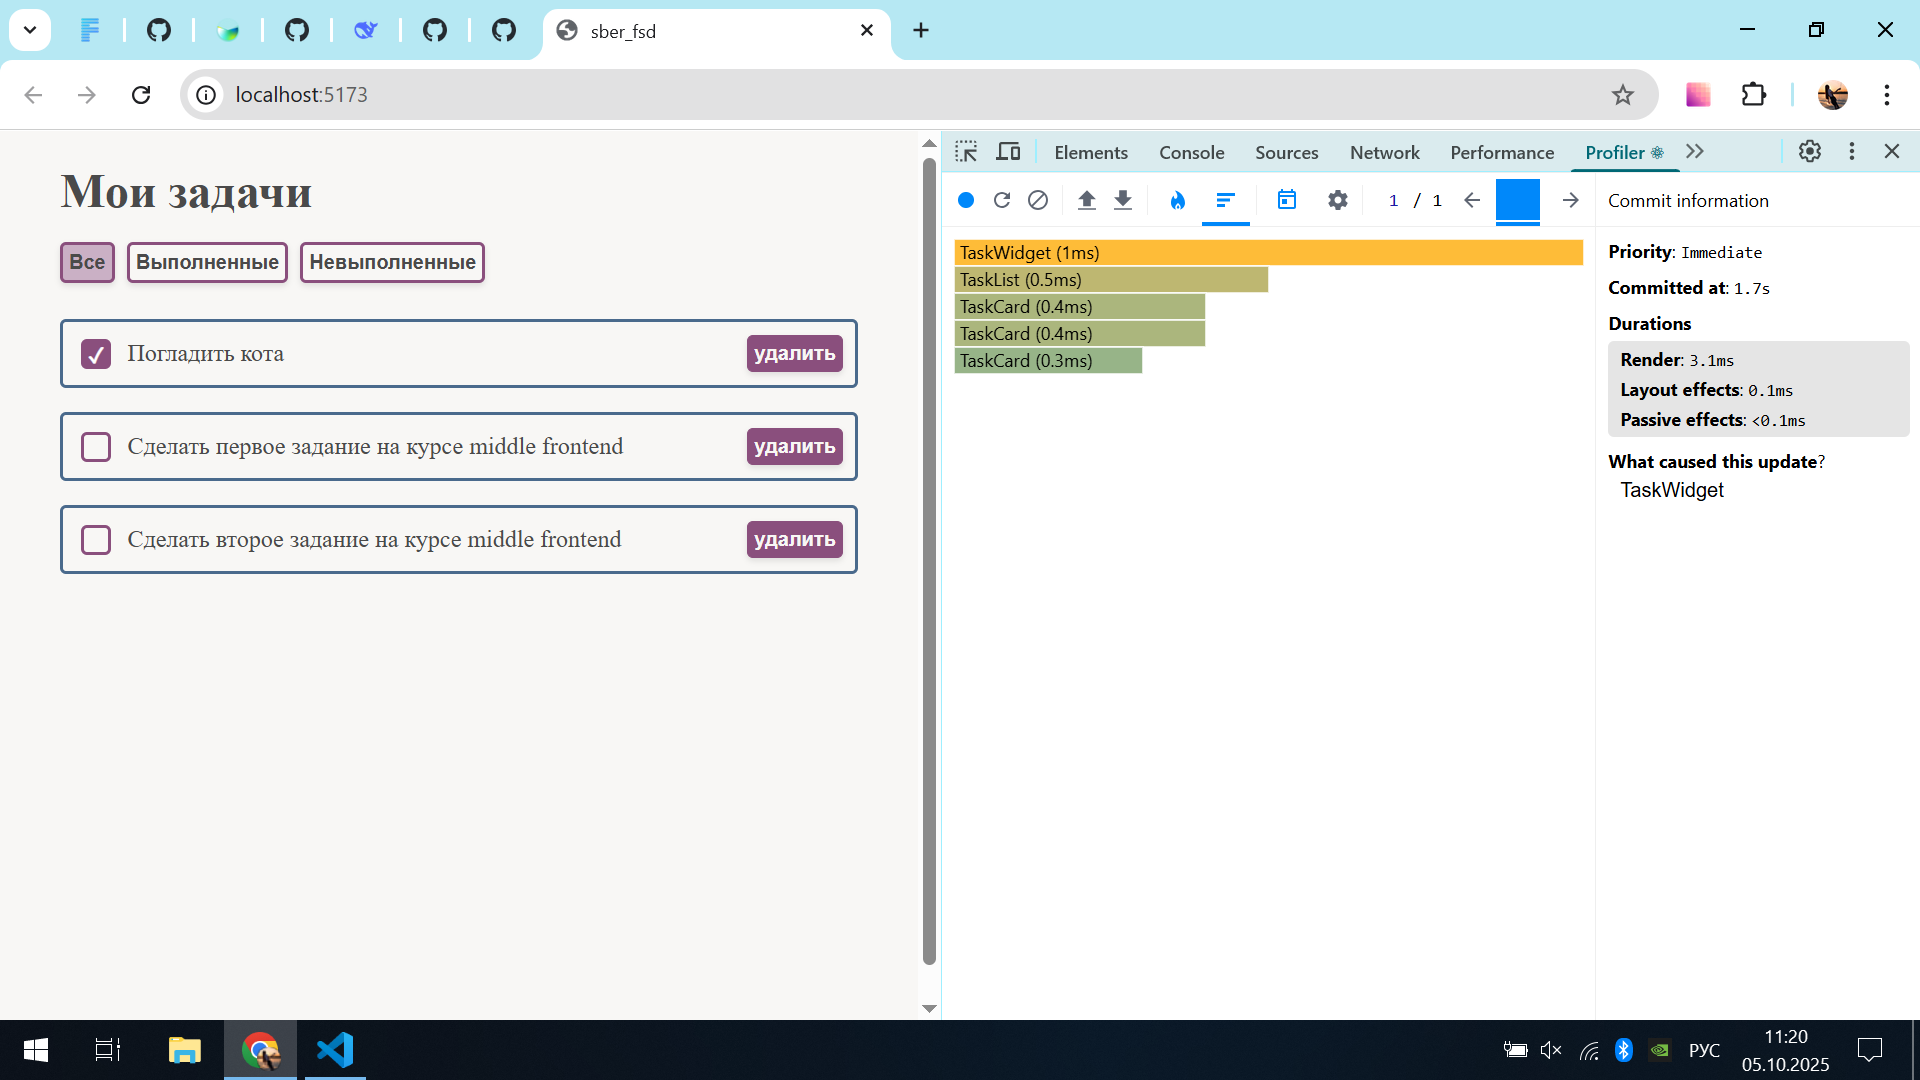 sber_fsd
localhost:5173
Мои задачи
Все
Выполненные
Невыполненные
Погладить кота
удалить
Сделать первое задание на курсе middle frontend
удалить
Сделать второе задание на курсе middle frontend
удалить
Elements
Console
Sources
Network
Performance
Profiler
1 / 1
TaskWidget (1ms)
TaskList (0.5ms)
TaskCard (0.4ms)
TaskCard (0.4ms)
TaskCard (0.3ms)
Commit information
Priority: Immediate
Committed at: 1.7s
Durations
Render: 3.1ms
Layout effects: 0.1ms
Passive effects: <0.1ms
What caused this update?
TaskWidget
РУС
11:20
05.10.2025